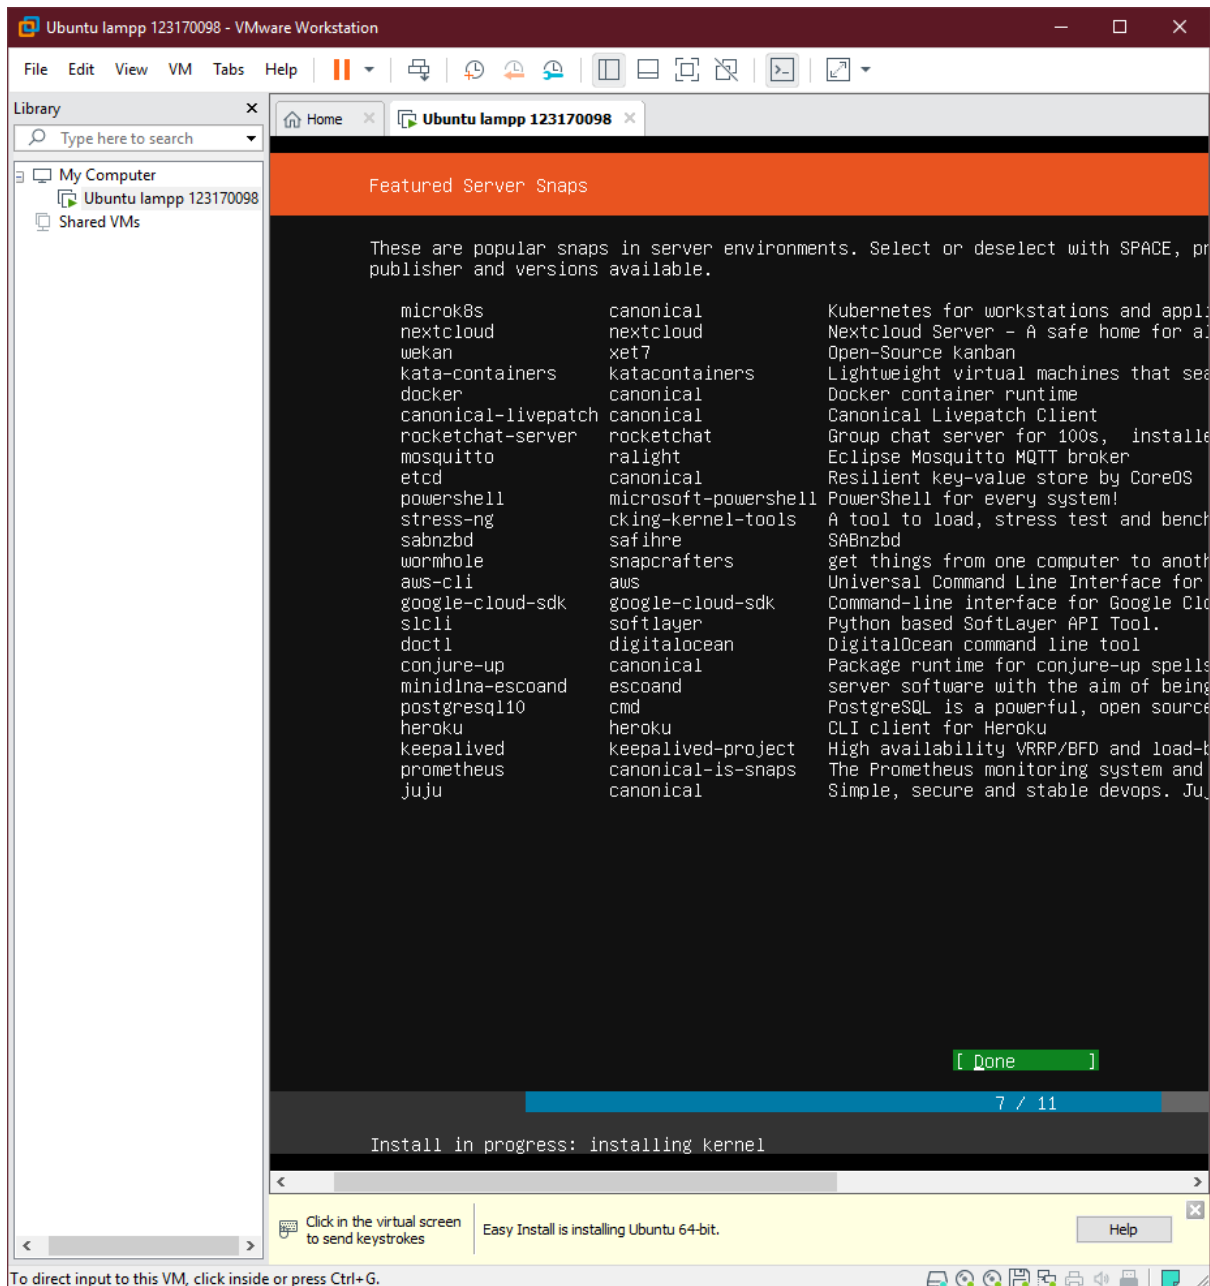 Ubuntu lampp 123170098 - VMware Workstation
File Edit View VM Tabs Help
Library
Type here to search
My Computer
Ubuntu lampp 123170098
Shared VMs
Home
Ubuntu lampp 123170098
Featured Server Snaps
These are popular snaps in server environments. Select or deselect with SPACE, pr
publisher and versions available.
microk8s canonical Kubernetes for workstations and appli
nextcloud nextcloud Nextcloud Server - A safe home for al
wekan xet7 Open-Source kanban
kata-containers katacontainers Lightweight virtual machines that sea
docker canonical Docker container runtime
canonical-livepatch canonical Canonical Livepatch Client
rocketchat-server rocketchat Group chat server for 100s, installe
mosquitto ralight Eclipse Mosquitto MQTT broker
etcd canonical Resilient key-value store by CoreOS
powershell microsoft-powershell PowerShell for every system!
stress-ng cking-kernel-tools A tool to load, stress test and bench
sabnzbd safihre SABnzbd
wormhole snapcrafters get things from one computer to anoth
aws-cli aws Universal Command Line Interface for
google-cloud-sdk google-cloud-sdk Command-line interface for Google Clo
slcli softlayer Python based SoftLayer API Tool.
doctl digitalocean DigitalOcean command line tool
conjure-up canonical Package runtime for conjure-up spells
minidlna-escoand escoand server software with the aim of being
postgresql10 cmd PostgreSQL is a powerful, open source
heroku heroku CLI client for Heroku
keepalived keepalived-project High availability VRRP/BFD and load-b
prometheus canonical-is-snaps The Prometheus monitoring system and
juju canonical Simple, secure and stable devops. Ju
[ Done ]
7 / 11
Install in progress: installing kernel
Click in the virtual screen
to send keystrokes
Easy Install is installing Ubuntu 64-bit.
Help
To direct input to this VM, click inside or press Ctrl+G.